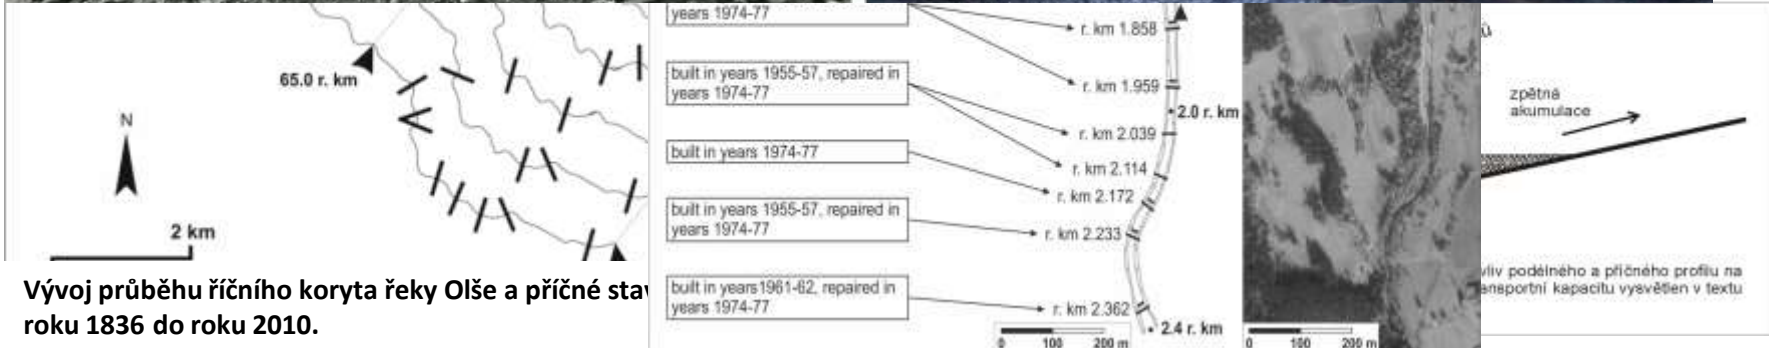 65.0 r. km
N
2 km
Vývoj průběhu říčního koryta řeky Olše a příčné
roku 1836 do roku 2010.
years 1974-77
built in years 1955-57, repaired in
years 1974-77
built in years 1974-77
built in years 1955-57, repaired in
years 1974-77
built in years1961-62, repaired in
years 1974-77
r. km 1.858
r. km 1.959
2.0 r. km
r. km 2.039
r. km 2.114
r. km 2.172
r. km 2.233
r. km 2.362
2.4 r. km
0 100 200 m
0 100 200 m
zpětná
akumulace
podélného a příčného profilu na
kapacitu vysvětlen v textu